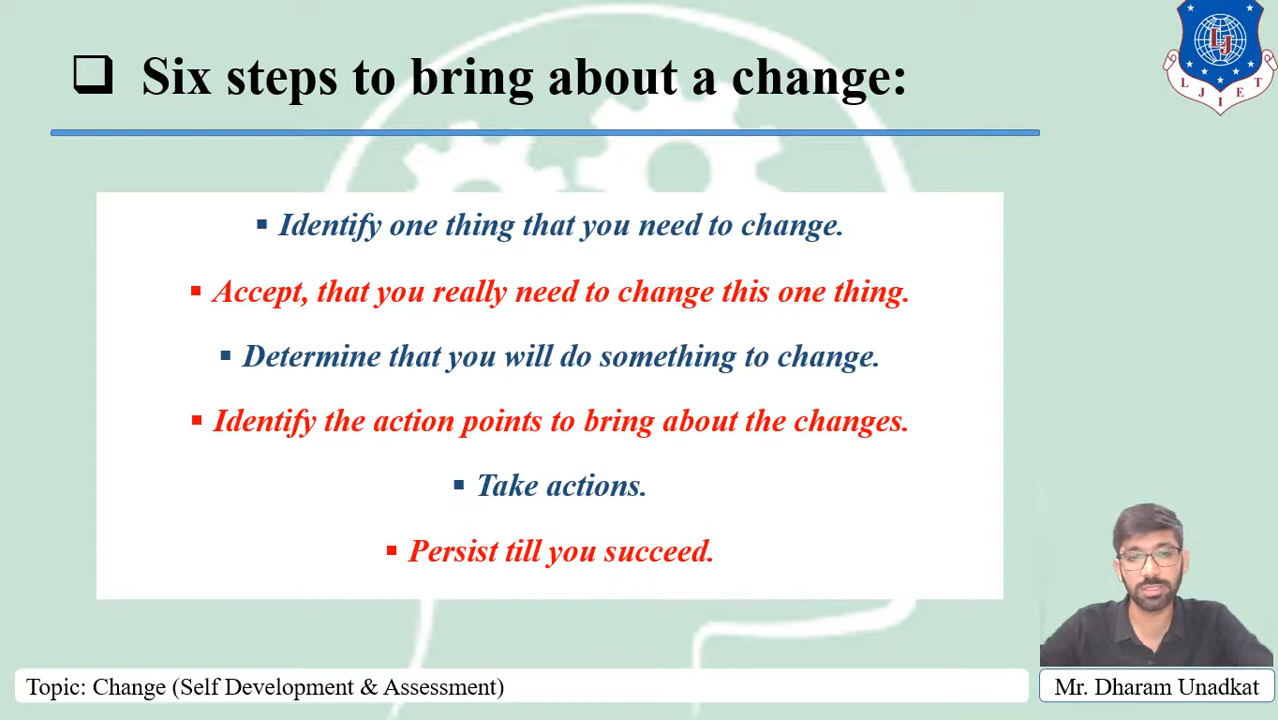 ❑ Six steps to bring about a change:
LJ
L J I E T
▪ Identify one thing that you need to change.
▪ Accept, that you really need to change this one thing.
▪ Determine that you will do something to change.
▪ Identify the action points to bring about the changes.
▪ Take actions.
▪ Persist till you succeed.
Topic: Change (Self Development & Assessment)
Mr. Dharam Unadkat